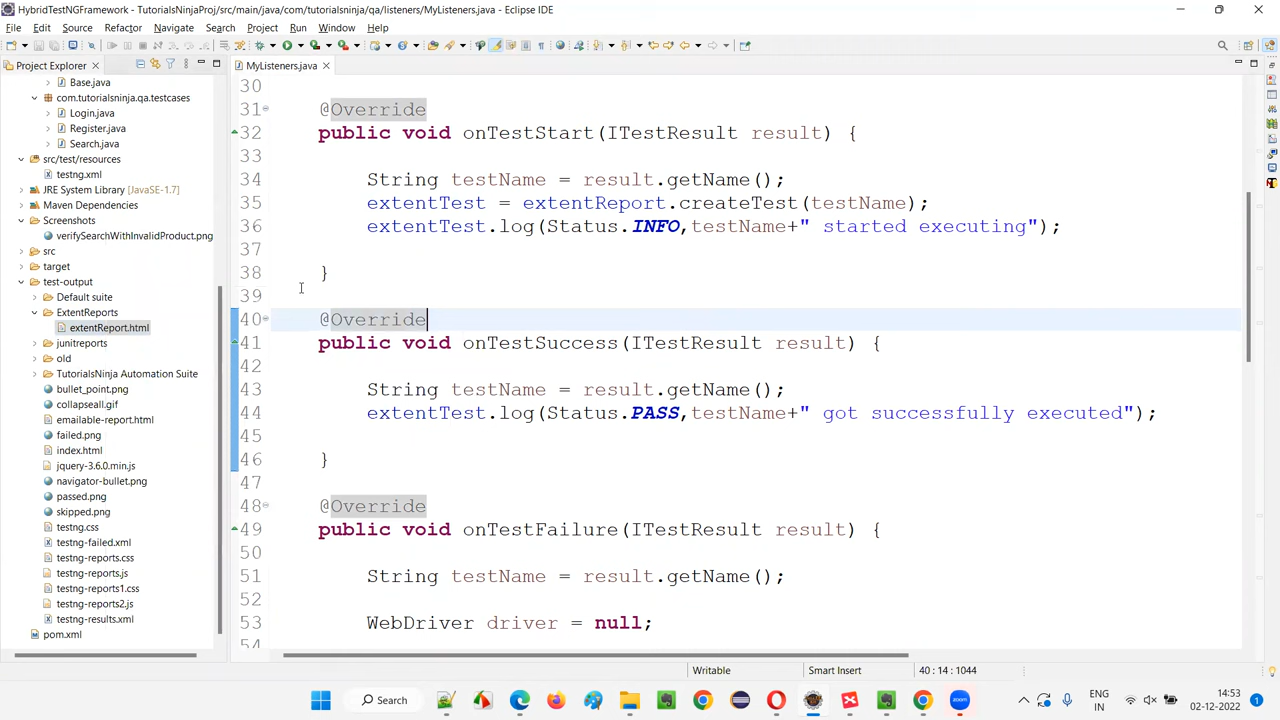 HybridTestNGFramework - TutorialsNinjaProj/src/main/java/com/tutorialsninja/qa/listeners/MyListeners.java - Eclipse IDE
File Edit Source Refactor Navigate Search Project Run Window Help
Project Explorer
Base.java
com.tutorialsninja.qa.testcases
Login.java
Register.java
Search.java
src/test/resources
testng.xml
JRE System Library [JavaSE-1.7]
Maven Dependencies
Screenshots
verifySearchWithInvalidProduct.png
src
target
test-output
Default suite
ExtentReports
extentReport.html
junitreports
old
TutorialsNinja Automation Suite
bullet_point.png
collapseall.gif
emailable-report.html
failed.png
index.html
jquery-3.6.0.min.js
navigator-bullet.png
passed.png
skipped.png
testng.css
testng-failed.xml
testng-reports.css
testng-reports.js
testng-reports1.css
testng-reports2.js
testng-results.xml
pom.xml
MyListeners.java
30
31 @Override
32 public void onTestStart(ITestResult result) {
33
34 String testName = result.getName();
35 extentTest = extentReport.createTest(testName);
36 extentTest.log(Status.INFO,testName+" started executing");
37
38 }
39
40 @Override
41 public void onTestSuccess(ITestResult result) {
42
43 String testName = result.getName();
44 extentTest.log(Status.PASS,testName+" got successfully executed");
45
46 }
47
48 @Override
49 public void onTestFailure(ITestResult result) {
50
51 String testName = result.getName();
52
53 WebDriver driver = null;
54
Writable Smart Insert 40 : 14 : 1044
Search
ENG
IN
14:53
02-12-2022